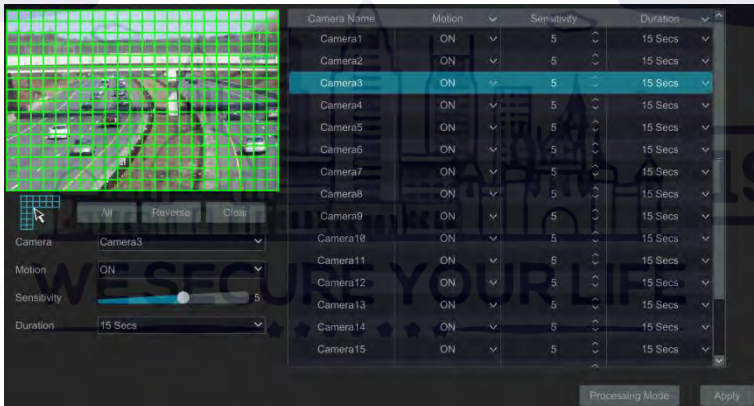 Camera Name Motion Sensitivity Duration
Camera1 ON 5 15 Secs
Camera2 ON 5 15 Secs
Camera3 ON 5 15 Secs
Camera4 ON 5 15 Secs
Camera5 ON 5 15 Secs
Camera6 ON 5 15 Secs
Camera7 ON 5 15 Secs
Camera8 ON 5 15 Secs
Camera9 ON 5 15 Secs
Camera10 ON 5 15 Secs
Camera11 ON 5 15 Secs
Camera12 ON 5 15 Secs
Camera13 ON 5 15 Secs
Camera14 ON 5 15 Secs
Camera15 ON 5 15 Secs
All Reverse Clear
Camera Camera3
Motion ON
Sensitivity 5
Duration 15 Secs
WE SECURE YOUR LIFE
Processing Mode Apply